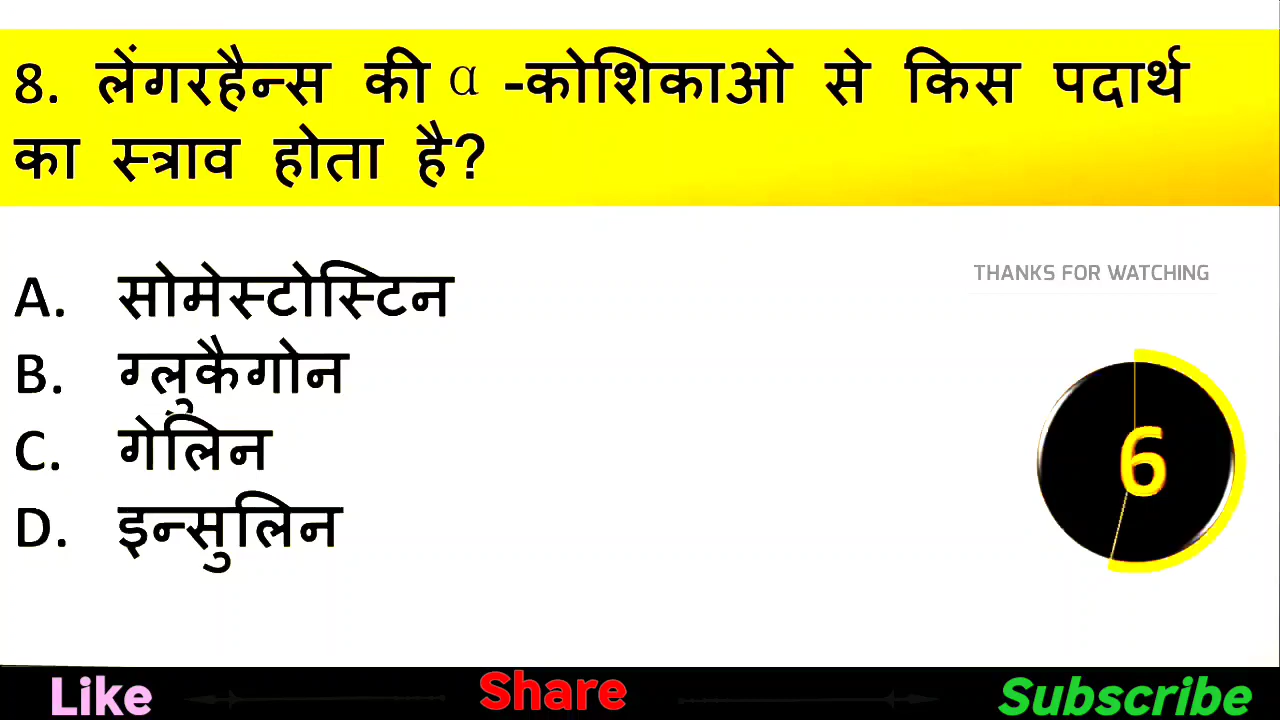 8. लेंगरहैन्स की α -कोशिकाओ से किस पदार्थ
का स्त्राव होता है?
A. सोमेस्टोस्टिन
B. ग्लुकैगोन
C. गेलिन
D. इन्सुलिन
THANKS FOR WATCHING
6
Like Share Subscribe